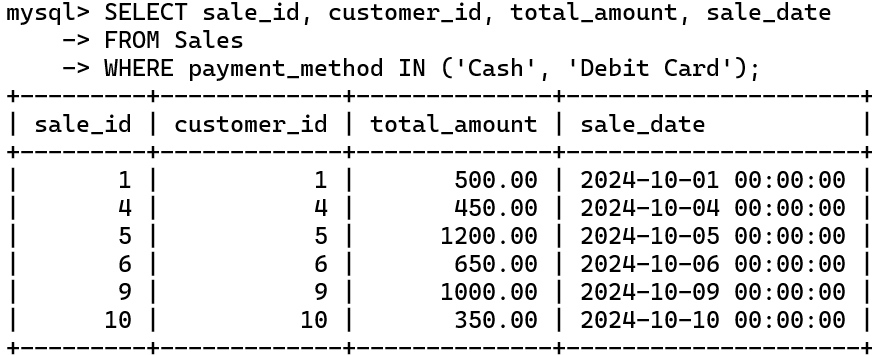 mysql> SELECT sale_id, customer_id, total_amount, sale_date
    -> FROM Sales
    -> WHERE payment_method IN ('Cash', 'Debit Card');
+---------+-------------+--------------+---------------------+
| sale_id | customer_id | total_amount | sale_date           |
+---------+-------------+--------------+---------------------+
|       1 |           1 |       500.00 | 2024-10-01 00:00:00 |
|       4 |           4 |       450.00 | 2024-10-04 00:00:00 |
|       5 |           5 |      1200.00 | 2024-10-05 00:00:00 |
|       6 |           6 |       650.00 | 2024-10-06 00:00:00 |
|       9 |           9 |      1000.00 | 2024-10-09 00:00:00 |
|      10 |          10 |       350.00 | 2024-10-10 00:00:00 |
+---------+-------------+--------------+---------------------+